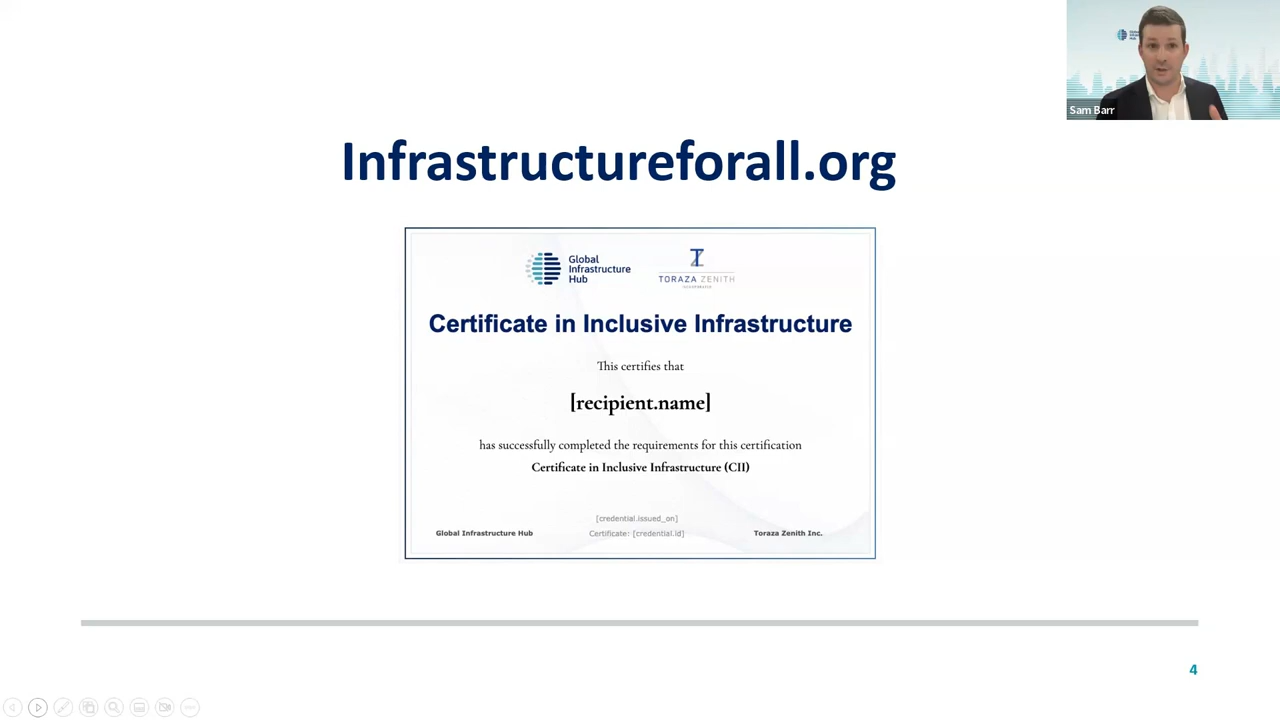 Sam Barr
Infrastructureforall.org
Global
Infrastructure
Hub
TORAZA ZENITH
INCORPORATED
Certificate in Inclusive Infrastructure
This certifies that
[recipient.name]
has successfully completed the requirements for this certification
Certificate in Inclusive Infrastructure (CII)
[credential.issued_on]
Global Infrastructure Hub
Certificate: [credential.id]
Toraza Zenith Inc.
4